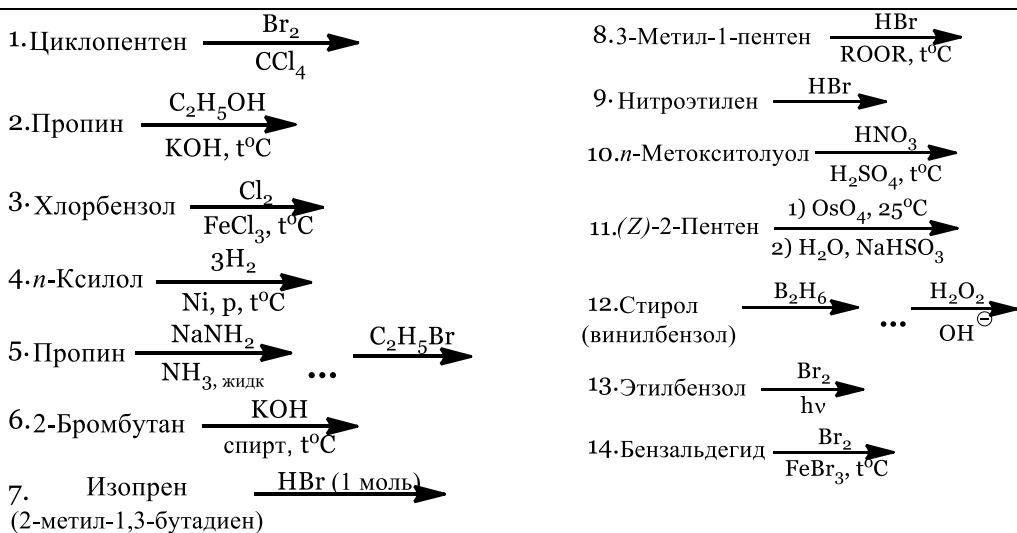 1. Циклопентен Br₂ CCl₄
2. Пропин C₂H₅OH KOH, t°C
3. Хлорбензол Cl₂ FeCl₃, t°C
4. п-Ксилол 3H₂ Ni, p, t°C
5. Пропин NaNH₂ NH₃, жидк ... C₂H₅Br
6. 2-Бромбутан KOH спирт, t°C
7. Изопрен HBr (1 моль)
(2-метил-1,3-бутадиен)
8. 3-Метил-1-пентен HBr ROOR, t°C
9. Нитроэтилен HBr
10. п-Метокситолуол HNO₃ H₂SO₄, t°C
11. (Z)-2-Пентен 1) OsO₄, 25°C 2) H₂O, NaHSO₃
12. Стирол B₂H₆ ... H₂O₂ OH⊖
(винилбензол)
13. Этилбензол Br₂ hν
14. Бензальдегид Br₂ FeBr₃, t°C